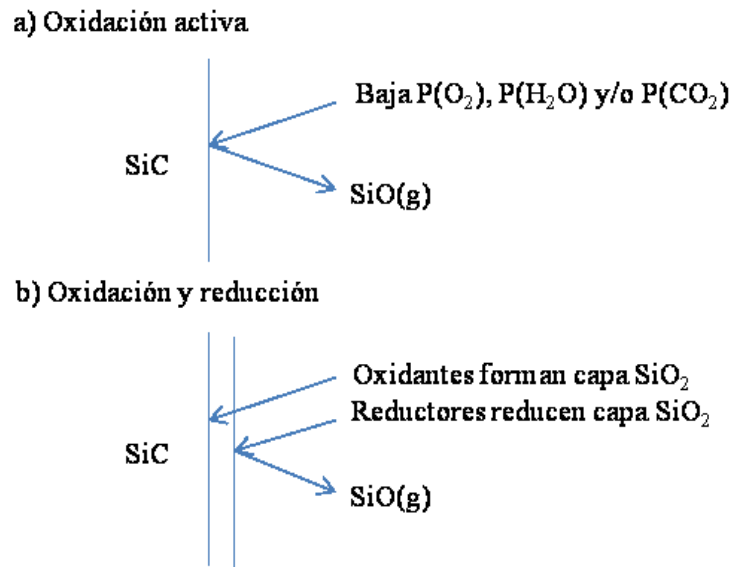 a) Oxidación activa
Baja P(O₂), P(H₂O) y/o P(CO₂)
SiC
SiO(g)
b) Oxidación y reducción
Oxidantes forman capa SiO₂
Reductores reducen capa SiO₂
SiC
SiO(g)